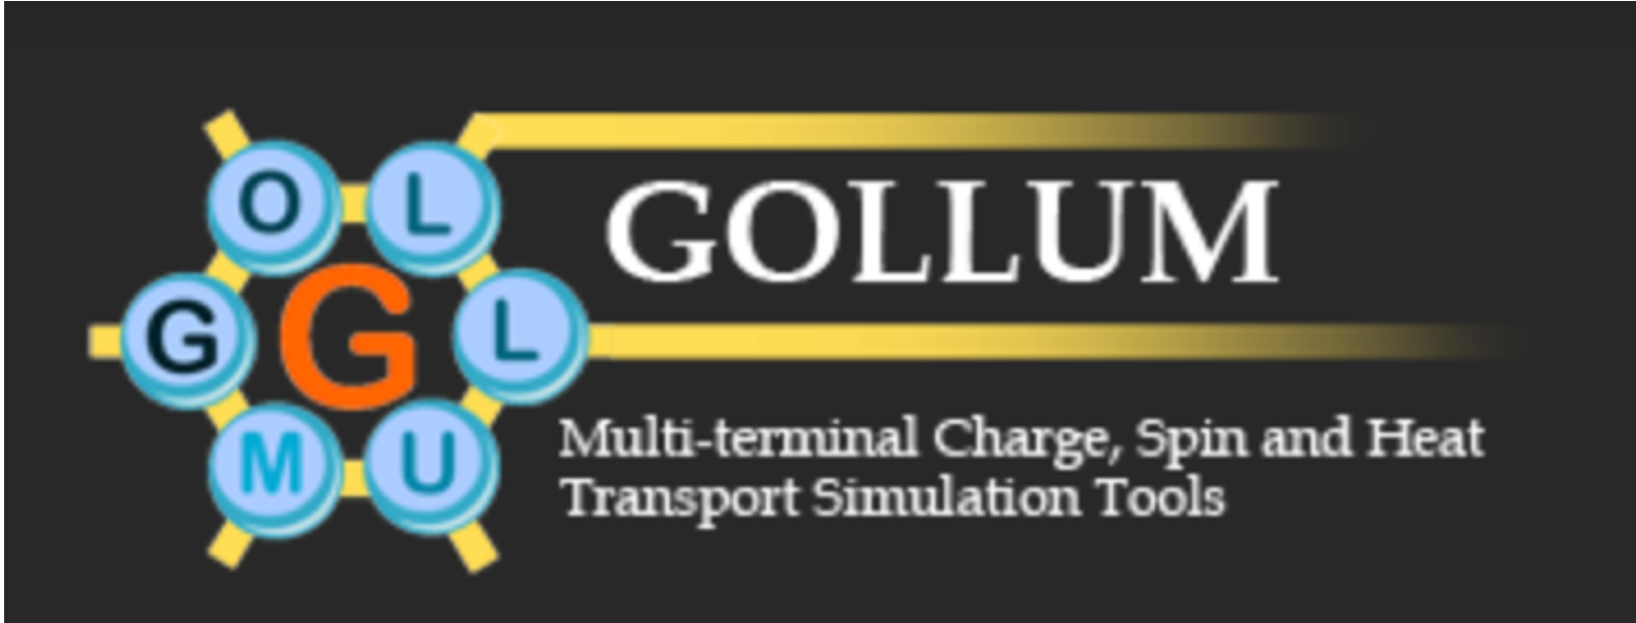 O L
GOLLUM
G G L
M U
Multi-terminal Charge, Spin and Heat
Transport Simulation Tools